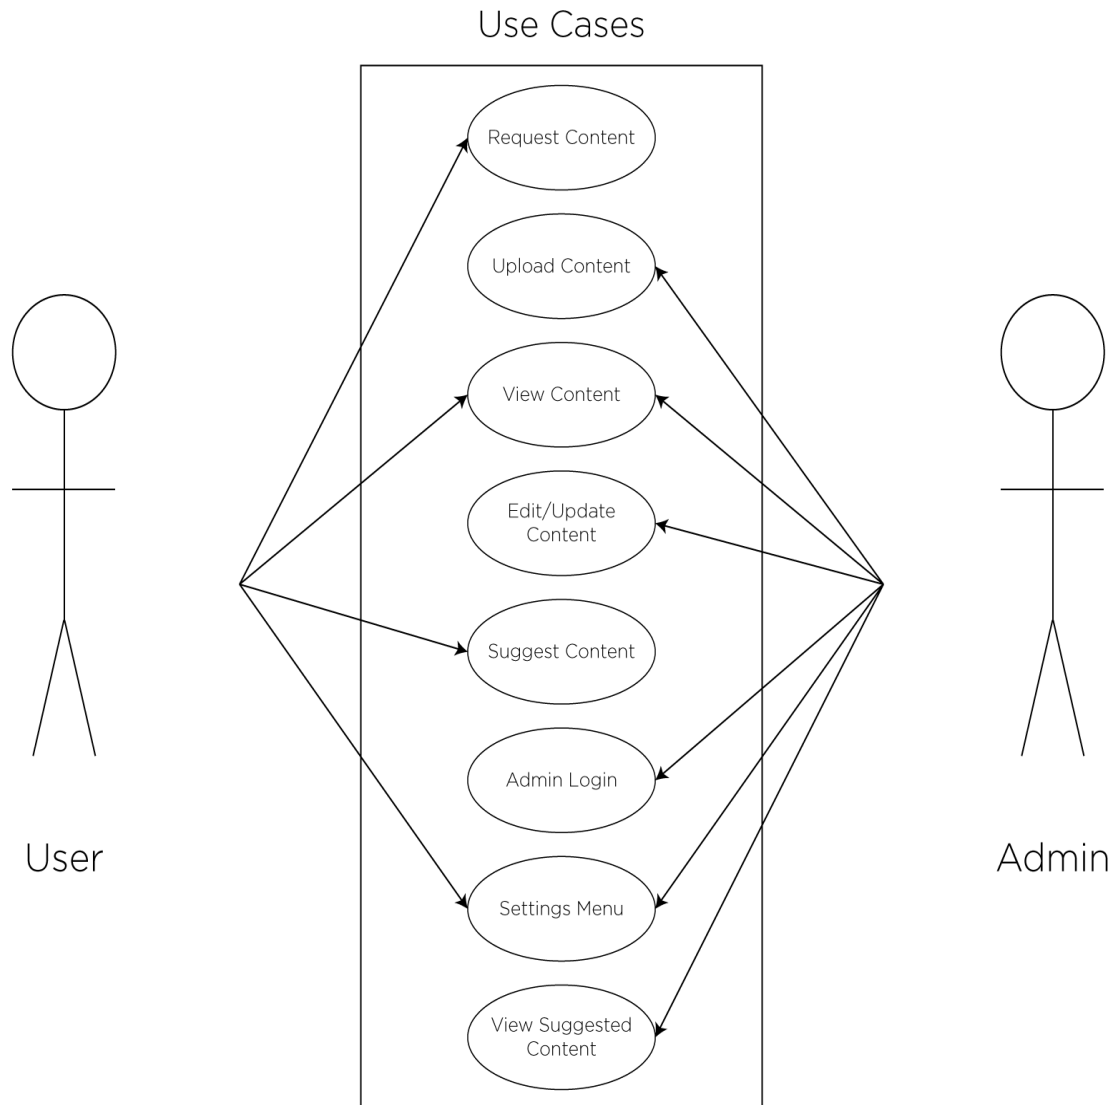 Use Cases
Request Content
Upload Content
View Content
Edit/Update
Content
Suggest Content
Admin Login
User
Admin
Settings Menu
View Suggested
Content